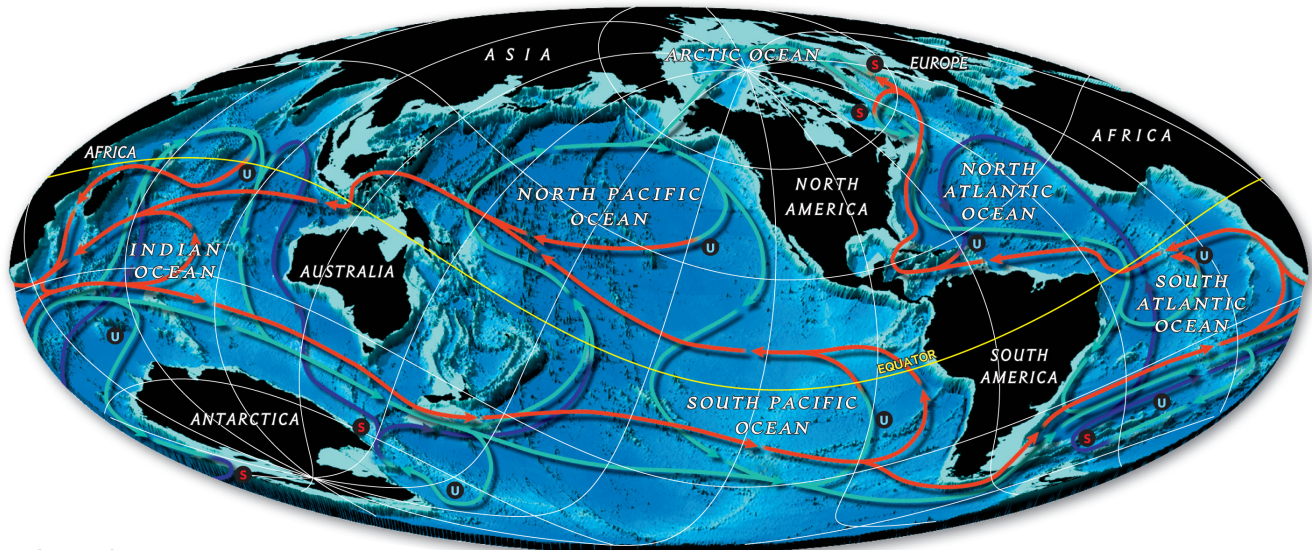 ASIA
ARCTIC OCEAN
EUROPE
S
S
AFRICA
AFRICA
U
NORTH PACIFIC
OCEAN
NORTH
AMERICA
NORTH
ATLANTIC
OCEAN
INDIAN
OCEAN
AUSTRALIA
U
U
U
SOUTH
ATLANTIC
OCEAN
U
EQUATOR
SOUTH
AMERICA
ANTARCTICA
SOUTH PACIFIC
OCEAN
U
U
S
S
S
U